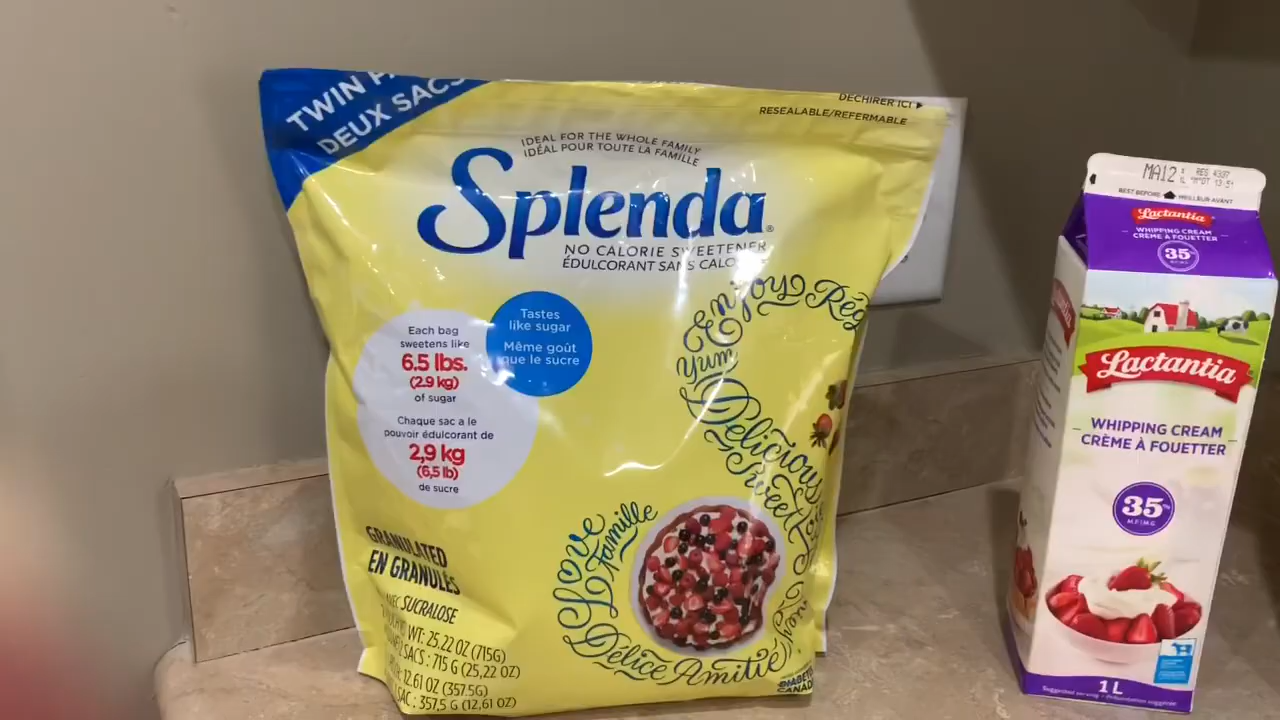 TWIN
DEUX SACS
DÉCHIRER ICI
RESEALABLE/REFERMABLE
IDEAL FOR THE WHOLE FAMILY
IDÉAL POUR TOUTE LA FAMILLE
Splenda®
NO CALORIE SWEETENER
ÉDULCORANT SANS
Tastes
like sugar
Même goût
que le sucre
Each bag
sweetens like
6.5 lbs.
(2.9 kg)
of sugar
Chaque sac a le
pouvoir édulcorant de
2,9 kg
(6,5 lb)
de sucre
Enjoy
Yum
Delicious
Sweet
Love
Famille
Délice Amitié
GRANULATED
EN GRANULÉS
SUCRALOSE
WT: 25.22 OZ (715G)
SACS : 715 G (25,22 OZ)
12.61 OZ (357.5G)
SAC : 357,5 G (12,61 OZ)
CANADA
MA12
BEST BEFORE MEILLEUR AVANT
Lactantia
WHIPPING CREAM
CRÈME À FOUETTER
35%
M.F./M.G.
Lactantia
WHIPPING CREAM
CRÈME À FOUETTER
35%
M.F./M.G.
1 L